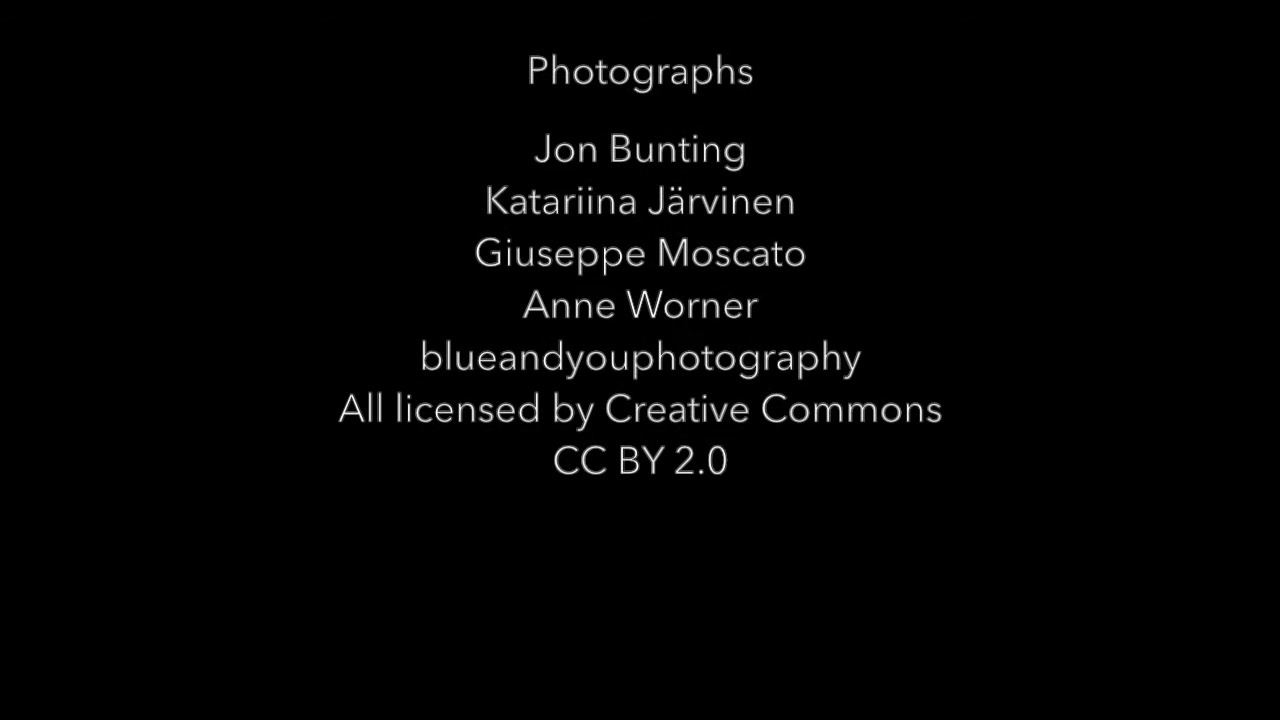 Photographs
Jon Bunting
Katariina Järvinen
Giuseppe Moscato
Anne Worner
blueandyouphotography
All licensed by Creative Commons
CC BY 2.0